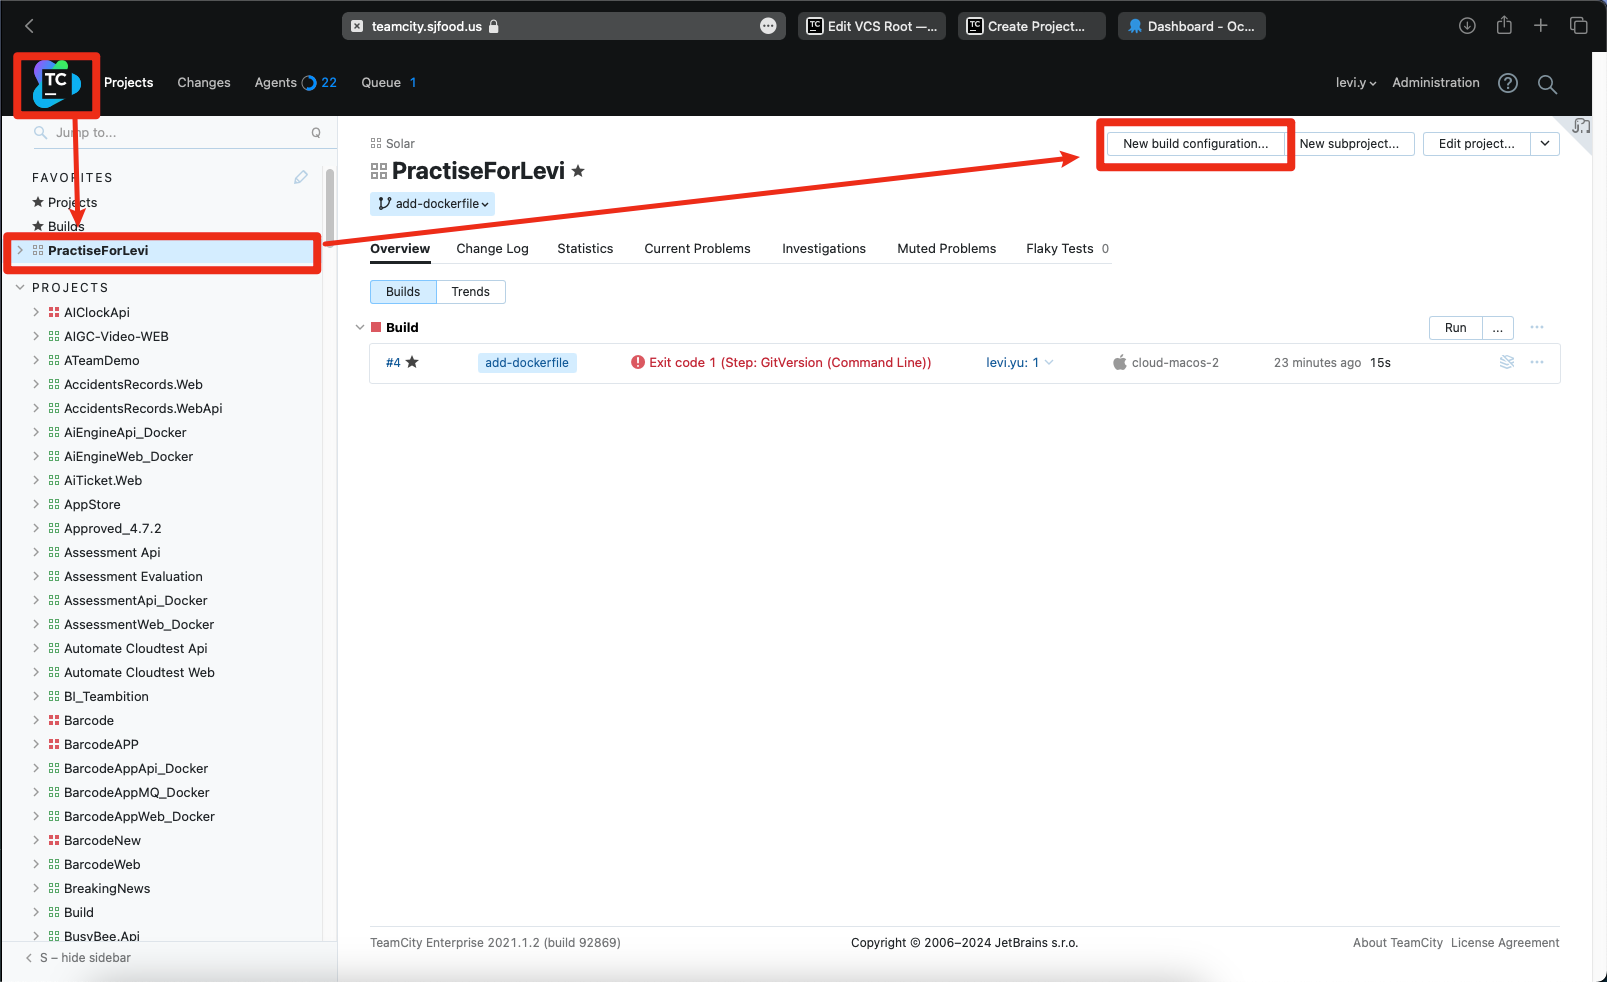 teamcity.sjfood.us
Edit VCS Root —...
Create Project...
Dashboard - Oc...
TC
Projects
Changes
Agents 22
Queue 1
levi.y
Administration
Jump to...
Q
FAVORITES
Projects
Builds
PractiseForLevi
PROJECTS
AIClockApi
AIGC-Video-WEB
ATeamDemo
AccidentsRecords.Web
AccidentsRecords.WebApi
AiEngineApi_Docker
AiEngineWeb_Docker
AiTicket.Web
AppStore
Approved_4.7.2
Assessment Api
Assessment Evaluation
AssessmentApi_Docker
AssessmentWeb_Docker
Automate Cloudtest Api
Automate Cloudtest Web
BI_Teambition
Barcode
BarcodeAPP
BarcodeAppApi_Docker
BarcodeAppMQ_Docker
BarcodeAppWeb_Docker
BarcodeNew
BarcodeWeb
BreakingNews
Build
BusyBee.Api
S – hide sidebar
Solar
PractiseForLevi
New build configuration...
New subproject...
Edit project...
add-dockerfile
Overview
Change Log
Statistics
Current Problems
Investigations
Muted Problems
Flaky Tests 0
Builds
Trends
Build
Run
...
#4
add-dockerfile
Exit code 1 (Step: GitVersion (Command Line))
levi.yu: 1
cloud-macos-2
23 minutes ago
15s
TeamCity Enterprise 2021.1.2 (build 92869)
Copyright © 2006–2024 JetBrains s.r.o.
About TeamCity
License Agreement